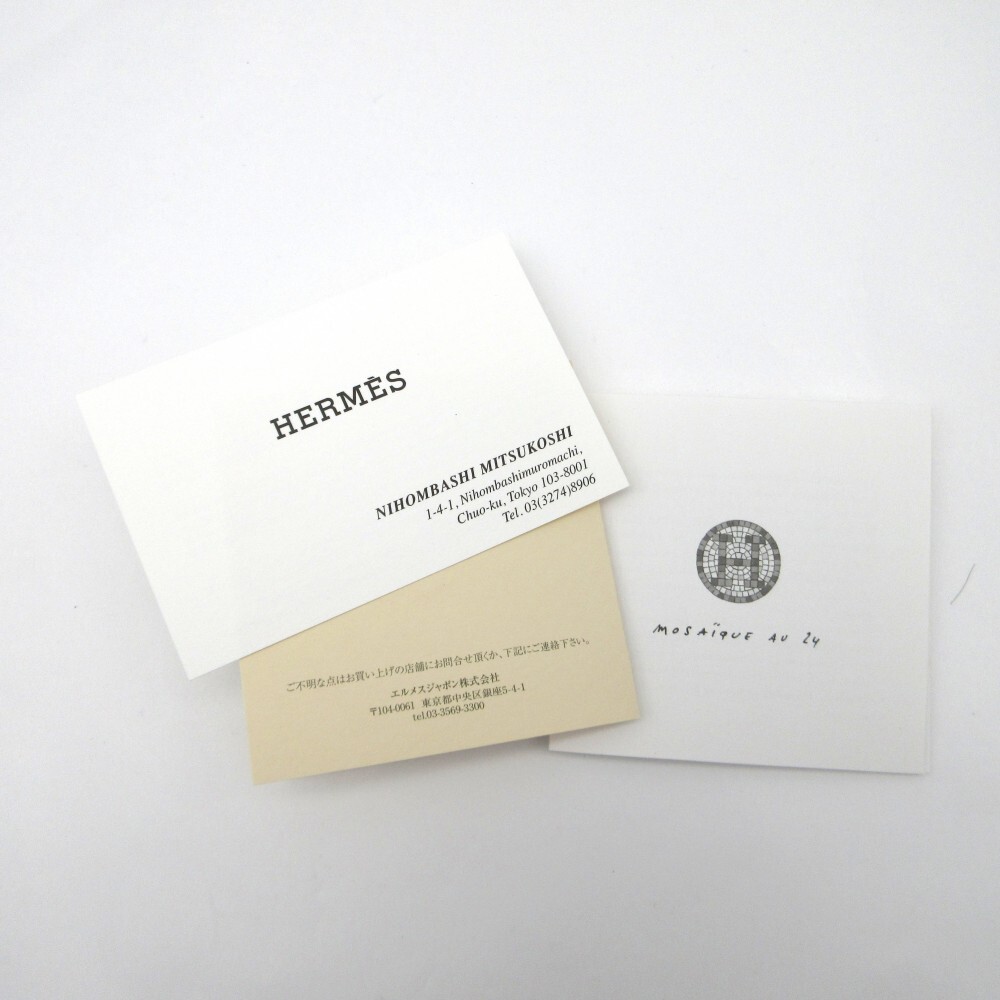 HERMÈS
NIHOMBASHI MITSUKOSHI
1-4-1, Nihombashimuromachi,
Chuo-ku, Tokyo 103-8001
Tel. 03(3274)8906
ご不明な点はお買い上げの店舗にお問合せ頂くか、下記にご連絡下さい。
エルメスジャポン株式会社
〒104-0061 東京都中央区銀座5-4-1
tel.03-3569-3300
H
MOSAÏQUE AU 24